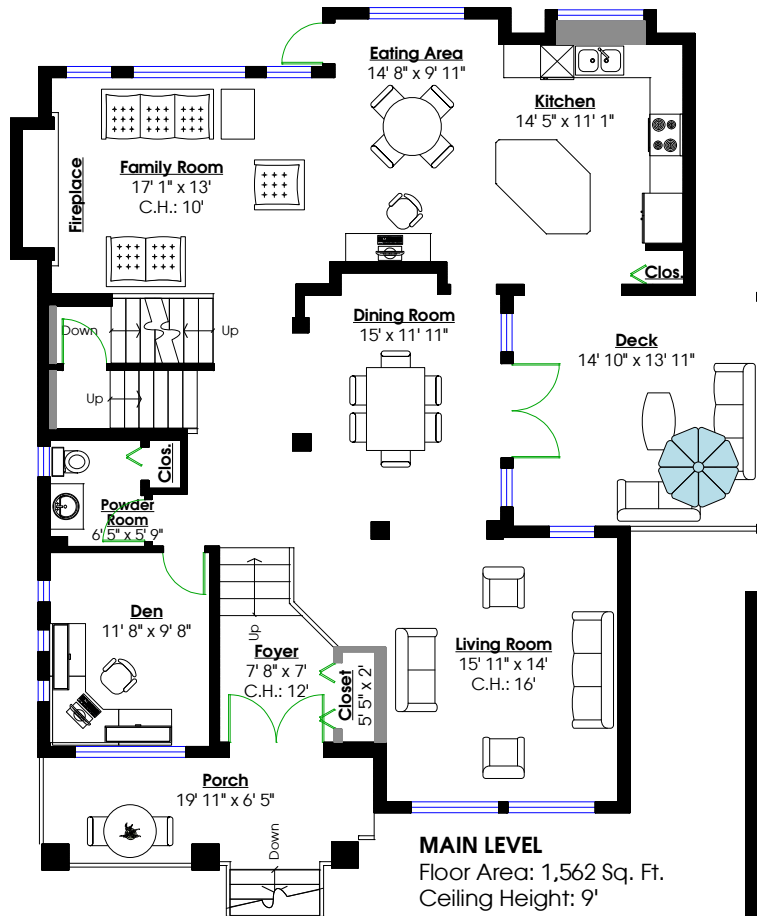 Eating Area
14' 8" x 9' 11"
Kitchen
14' 5" x 11' 1"
Family Room
17' 1" x 13'
C.H.: 10'
Fireplace
Clos.
Down
Up
Dining Room
15' x 11' 11"
Deck
14' 10" x 13' 11"
Up
Clos.
Powder
Room
6' 5" x 5' 9"
Den
11' 8" x 9' 8"
Up
Foyer
7' 8" x 7'
C.H.: 12'
Closet
5' 5" x 2'
Living Room
15' 11" x 14'
C.H.: 16'
Porch
19' 11" x 6' 5"
Down
MAIN LEVEL
Floor Area: 1,562 Sq. Ft.
Ceiling Height: 9'